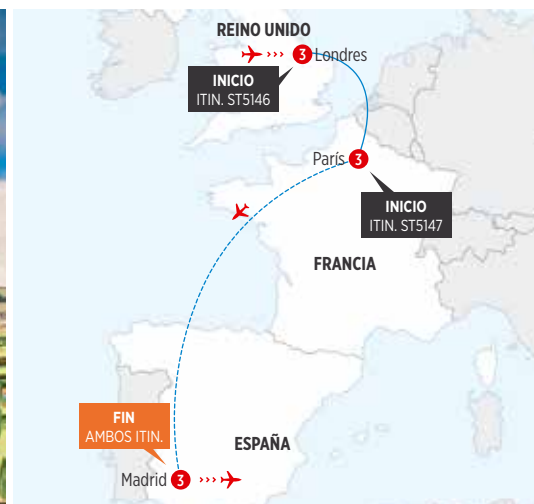 REINO UNIDO
3 Londres
INICIO
ITIN. ST5146
París 3
INICIO
ITIN. ST5147
FRANCIA
FIN
AMBOS ITIN.
ESPAÑA
Madrid 3